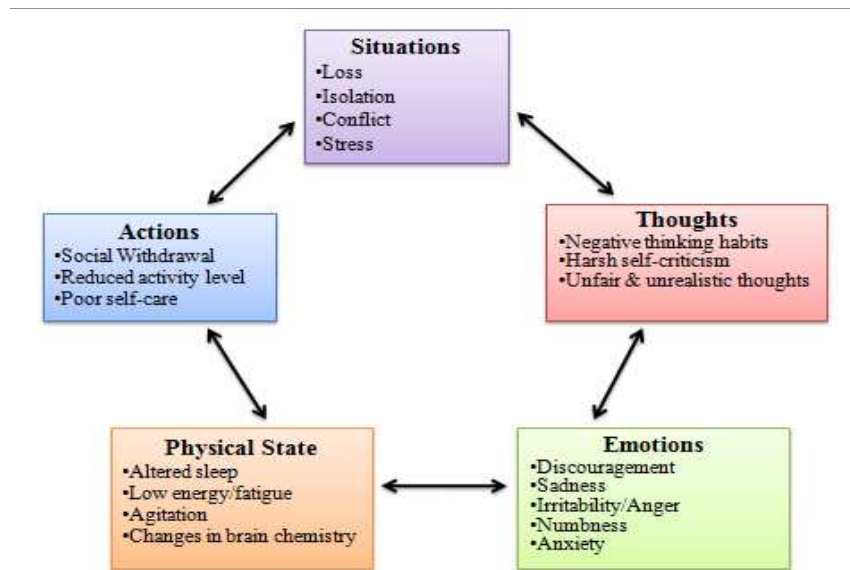 Situations
•Loss
•Isolation
•Conflict
•Stress
Actions
•Social Withdrawal
•Reduced activity level
•Poor self-care
Thoughts
•Negative thinking habits
•Harsh self-criticism
•Unfair & unrealistic thoughts
Physical State
•Altered sleep
•Low energy/fatigue
•Agitation
•Changes in brain chemistry
Emotions
•Discouragement
•Sadness
•Irritability/Anger
•Numbness
•Anxiety